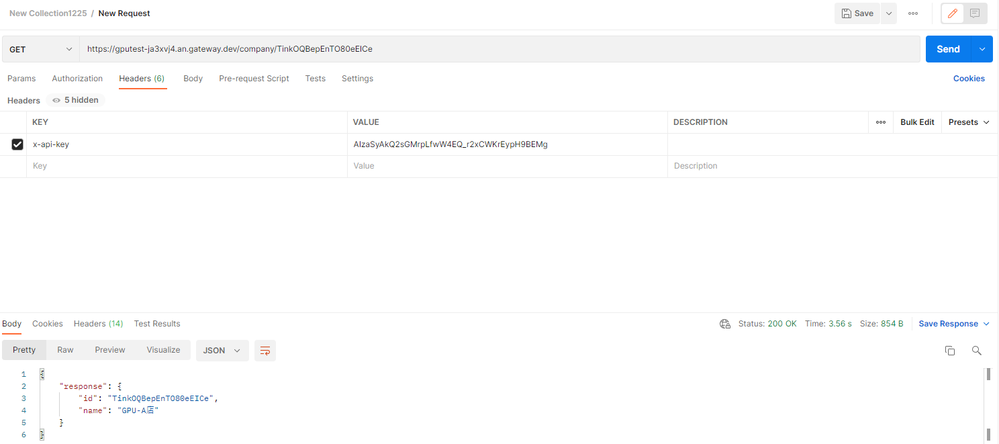 New Collection1225 / New Request
Save
GET
https://gputest-ja3xvj4.an.gateway.dev/company/TinkOQBepEnTO80eEICe
Send
Params Authorization Headers (6) Body Pre-request Script Tests Settings Cookies
Headers 5 hidden
KEY VALUE DESCRIPTION Bulk Edit Presets
x-api-key AIzaSyAkQ2sGMrpLfwW4EQ_r2xCWKrEypH9BEMg
Key Value Description
Body Cookies Headers (14) Test Results Status: 200 OK Time: 3.56 s Size: 854 B Save Response
Pretty Raw Preview Visualize JSON
1 {
2 "response": {
3 "id": "TinkOQBepEnTO80eEICe",
4 "name": "GPU-A店"
5 }
6 }